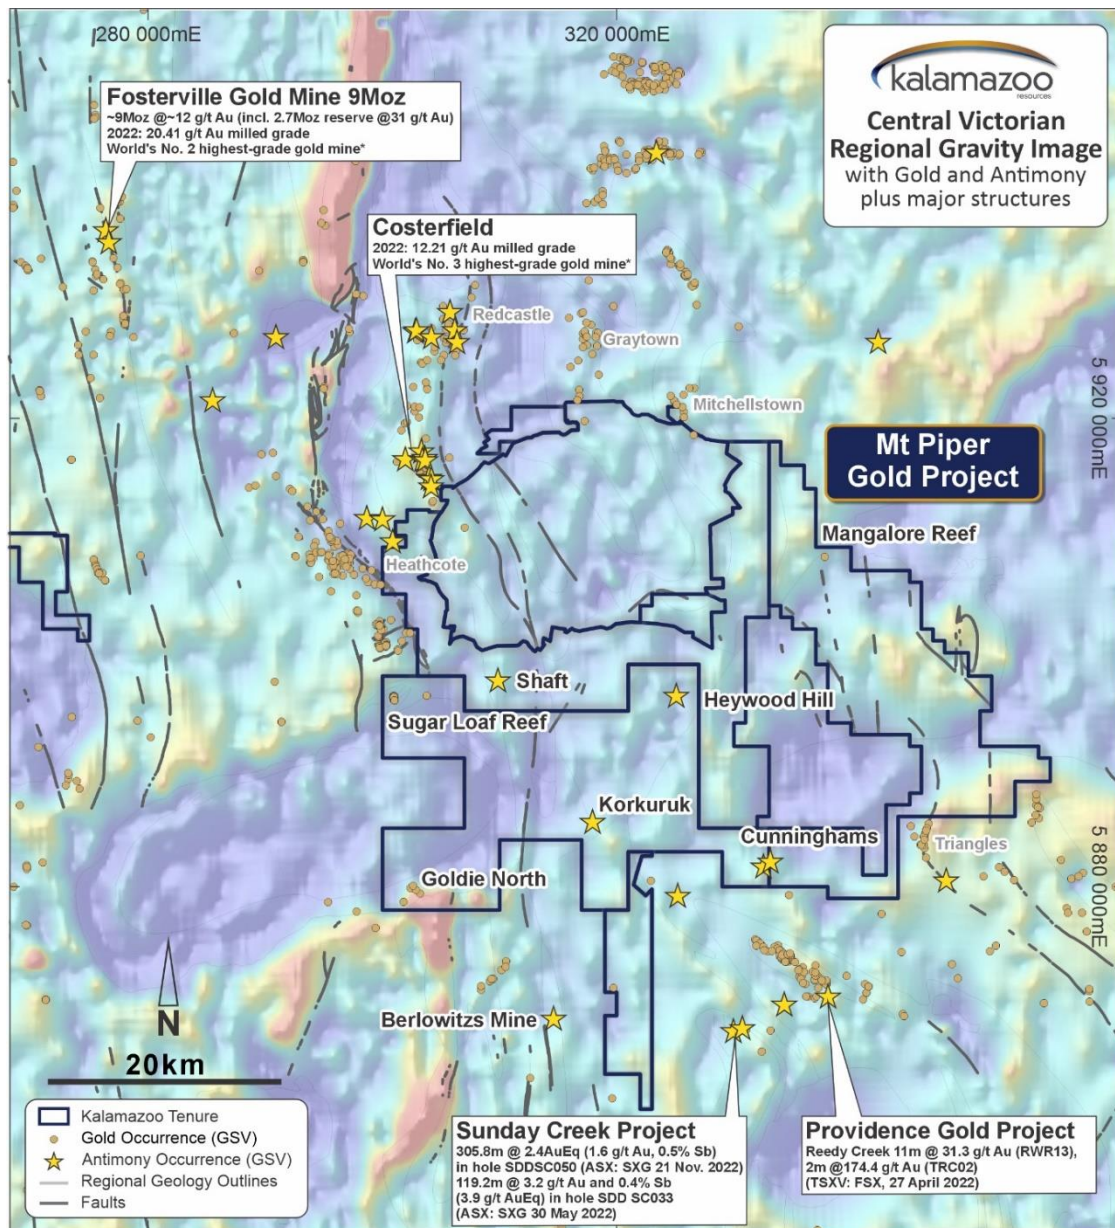 280 000mE
320 000mE
kalamazoo
resources
Central Victorian
Regional Gravity Image
with Gold and Antimony
plus major structures
Fosterville Gold Mine 9Moz
~9Moz @~12 g/t Au (incl. 2.7Moz reserve @31 g/t Au)
2022: 20.41 g/t Au milled grade
World's No. 2 highest-grade gold mine*
Costerfield
2022: 12.21 g/t Au milled grade
World's No. 3 highest-grade gold mine*
Redcastle
Graytown
Mitchellstown
5 920 000mE
Mt Piper
Gold Project
Mangalore Reef
Heathcote
Shaft
Sugar Loaf Reef
Heywood Hill
Korkuruk
Cunninghams
Triangles
Goldie North
5 880 000mE
N
20km
Berlowitzs Mine
Kalamazoo Tenure
Gold Occurrence (GSV)
Antimony Occurrence (GSV)
Regional Geology Outlines
Faults
Sunday Creek Project
305.8m @ 2.4AuEq (1.6 g/t Au, 0.5% Sb)
in hole SDDSC050 (ASX: SXG 21 Nov. 2022)
119.2m @ 3.2 g/t Au and 0.4% Sb
(3.9 g/t AuEq) in hole SDD SC033
(ASX: SXG 30 May 2022)
Providence Gold Project
Reedy Creek 11m @ 31.3 g/t Au (RWR13),
2m @174.4 g/t Au (TRC02)
(TSXV: FSX, 27 April 2022)